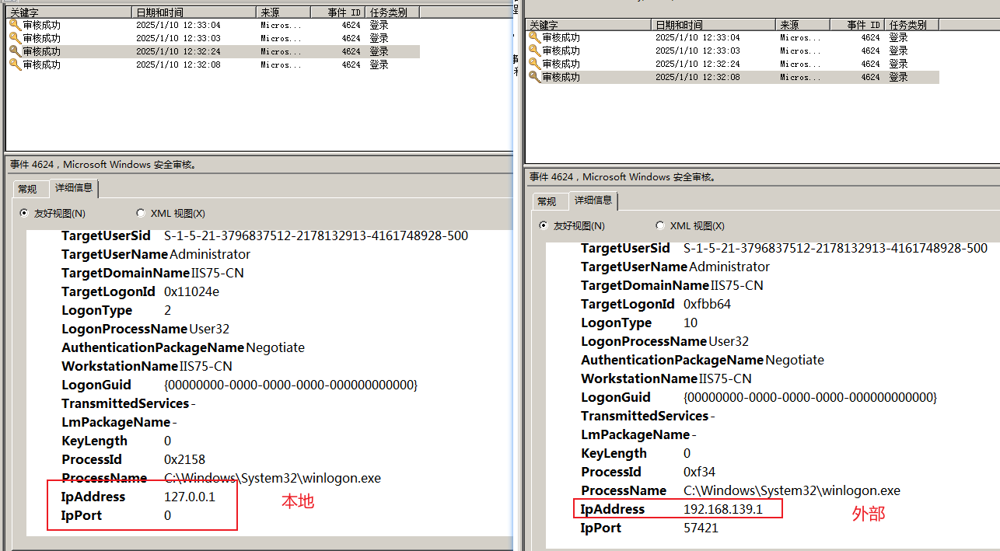 关键字 日期和时间 来源 事件 ID 任务类别
审核成功 2025/1/10 12:33:04 Micros... 4624 登录
审核成功 2025/1/10 12:33:03 Micros... 4624 登录
审核成功 2025/1/10 12:32:24 Micros... 4624 登录
审核成功 2025/1/10 12:32:08 Micros... 4624 登录
事件 4624，Microsoft Windows 安全审核。
常规 详细信息
友好视图(N) XML 视图(X)
TargetUserSid S-1-5-21-3796837512-2178132913-4161748928-500
TargetUserName Administrator
TargetDomainName IIS75-CN
TargetLogonId 0x11024e
LogonType 2
LogonProcessName User32
AuthenticationPackageName Negotiate
WorkstationName IIS75-CN
LogonGuid {00000000-0000-0000-0000-000000000000}
TransmittedServices -
LmPackageName -
KeyLength 0
ProcessId 0x2158
ProcessName C:\Windows\System32\winlogon.exe
IpAddress 127.0.0.1
IpPort 0
本地
关键字 日期和时间 来源 事件 ID 任务类别
审核成功 2025/1/10 12:33:04 Micros... 4624 登录
审核成功 2025/1/10 12:33:03 Micros... 4624 登录
审核成功 2025/1/10 12:32:24 Micros... 4624 登录
审核成功 2025/1/10 12:32:08 Micros... 4624 登录
事件 4624，Microsoft Windows 安全审核。
常规 详细信息
友好视图(N) XML 视图(X)
TargetUserSid S-1-5-21-3796837512-2178132913-4161748928-500
TargetUserName Administrator
TargetDomainName IIS75-CN
TargetLogonId 0xfbb64
LogonType 10
LogonProcessName User32
AuthenticationPackageName Negotiate
WorkstationName IIS75-CN
LogonGuid {00000000-0000-0000-0000-000000000000}
TransmittedServices -
LmPackageName -
KeyLength 0
ProcessId 0xf34
ProcessName C:\Windows\System32\winlogon.exe
IpAddress 192.168.139.1
IpPort 57421
外部